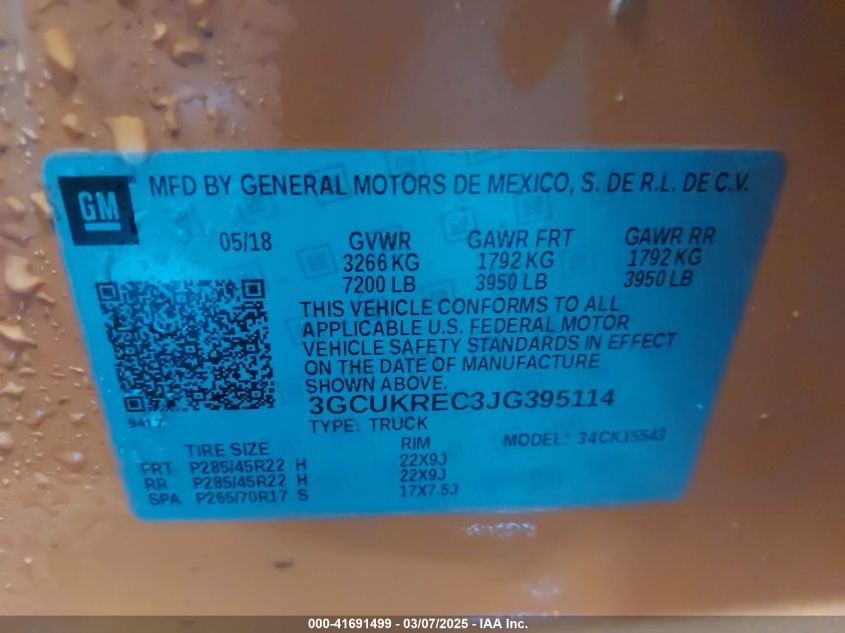 GM
MFD BY GENERAL MOTORS DE MEXICO, S. DE R.L. DE C.V.
05/18 GVWR GAWR FRT GAWR RR
3266 KG 1792 KG 1792 KG
7200 LB 3950 LB 3950 LB
THIS VEHICLE CONFORMS TO ALL
APPLICABLE U.S. FEDERAL MOTOR
VEHICLE SAFETY STANDARDS IN EFFECT
ON THE DATE OF MANUFACTURE
SHOWN ABOVE.
3GCUKREC3JG395114
9417
TYPE: TRUCK
MODEL: 34CK15543
TIRE SIZE RIM
FRT P285/45R22 H 22X9J
RR P285/45R22 H 22X9J
SPA P265/70R17 S 17X7.5J
000-41691499 - 03/07/2025 - IAA Inc.